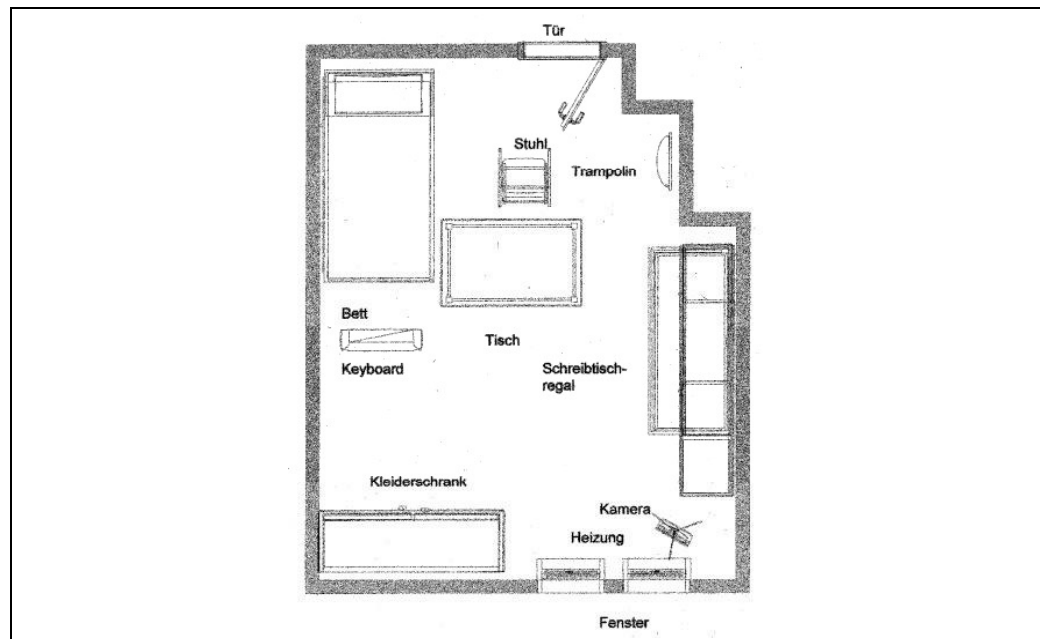 Tür
Stuhl
Trampolin
Bett
Tisch
Keyboard
Schreibtisch-
regal
Kleiderschrank
Kamera
Heizung
Fenster